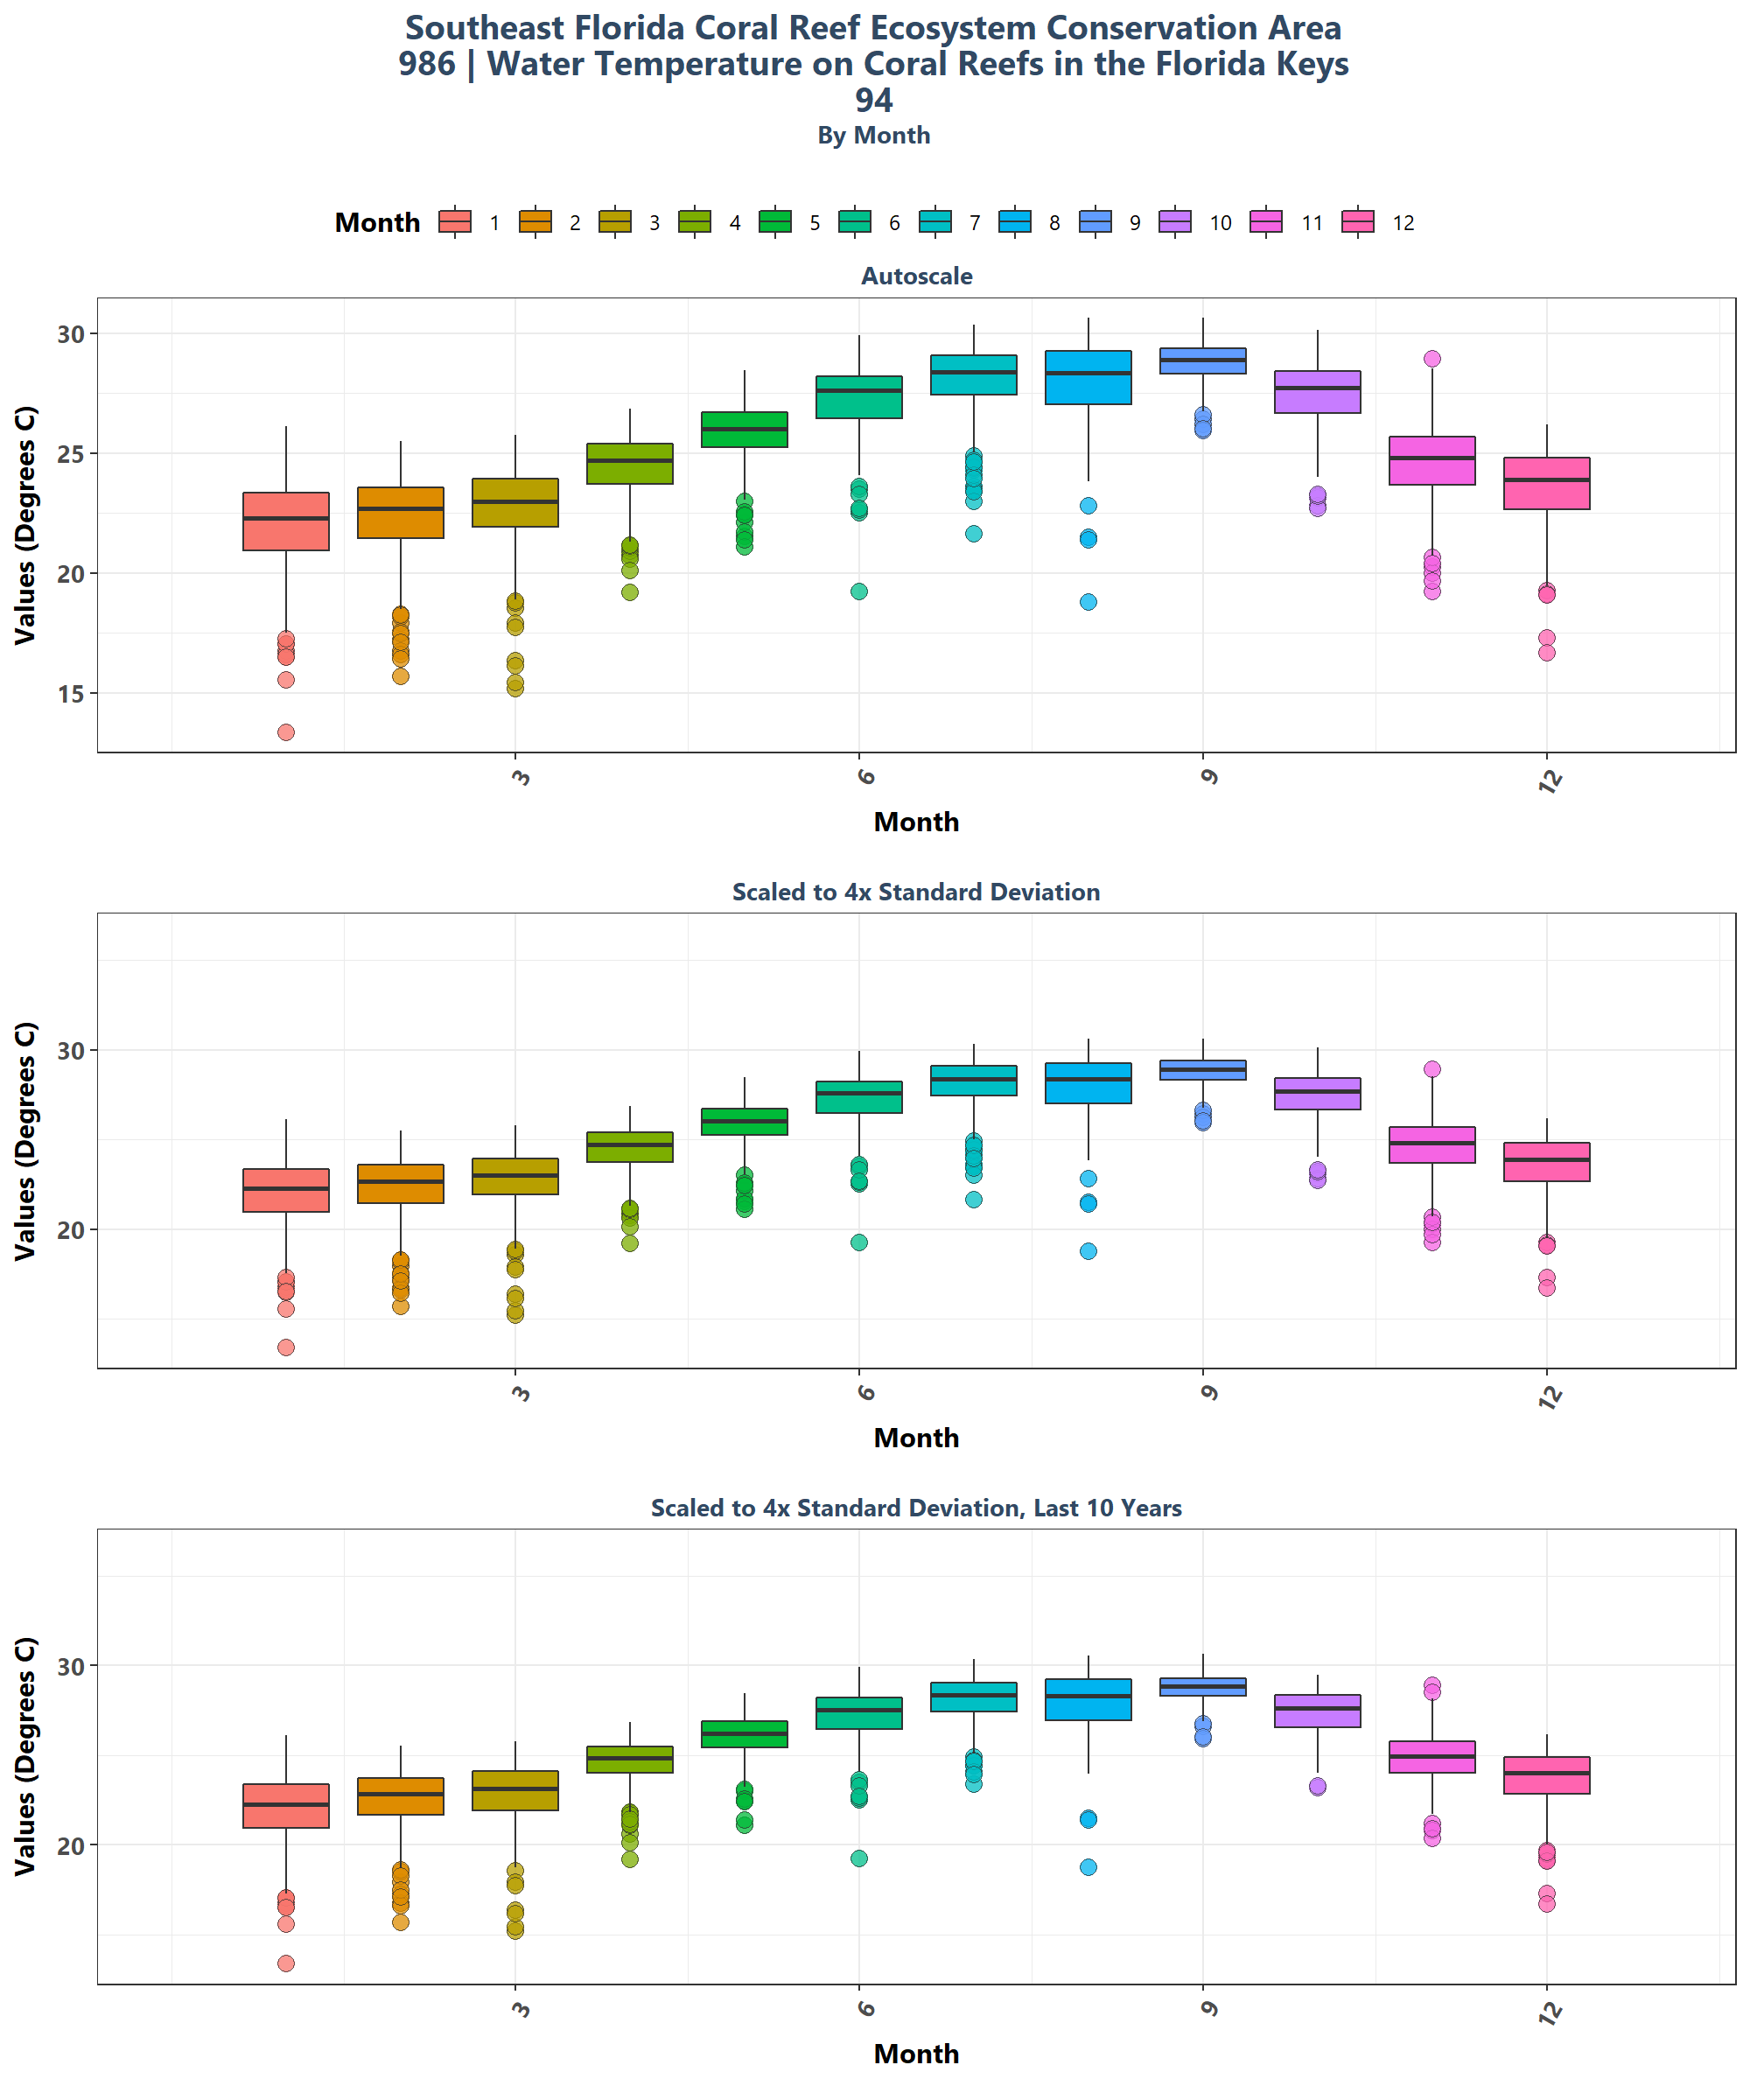 Southeast Florida Coral Reef Ecosystem Conservation Area
986 | Water Temperature on Coral Reefs in the Florida Keys
94
By Month
Month 1 2 3 4 5 6 7 8 9 10 11 12
Autoscale
Values (Degrees C)
30
25
20
15
3 6 9 12
Month
Scaled to 4x Standard Deviation
Values (Degrees C)
30
20
3 6 9 12
Month
Scaled to 4x Standard Deviation, Last 10 Years
Values (Degrees C)
30
20
3 6 9 12
Month